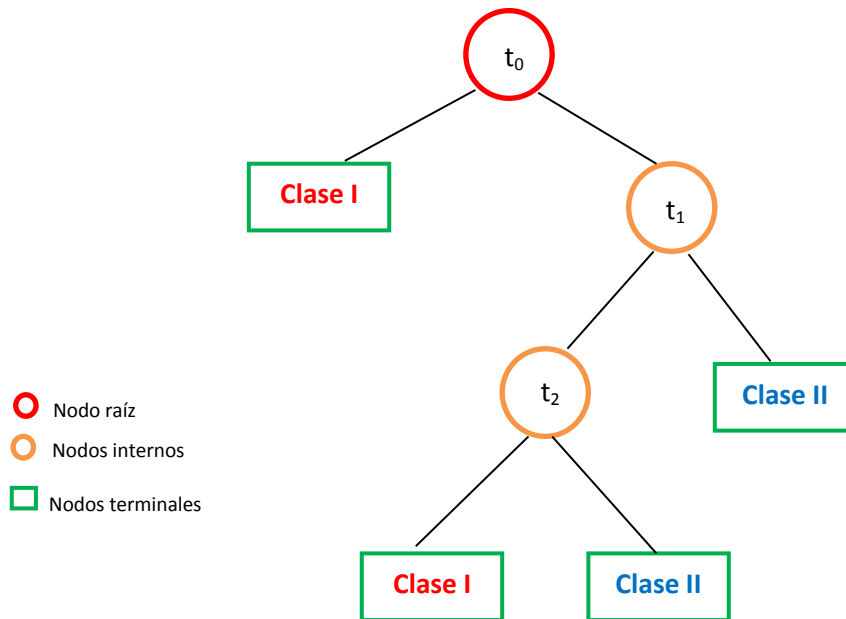 t₀
Clase I
t₁
t₂
Clase II
Nodo raíz
Nodos internos
Nodos terminales
Clase I
Clase II